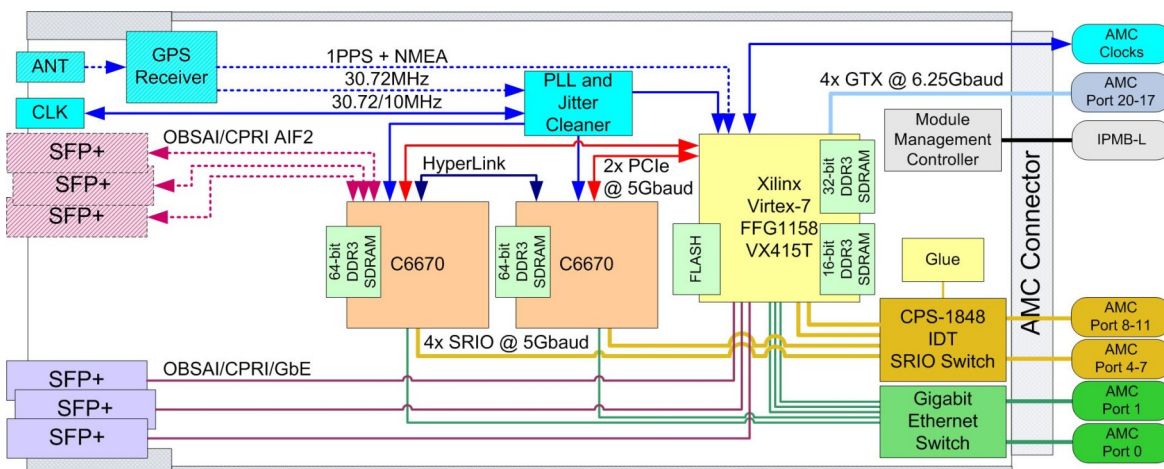 ANT
GPS
Receiver
1PPS + NMEA
30.72MHz
30.72/10MHz
CLK
PLL and
Jitter
Cleaner
4x GTX @ 6.25Gbaud
AMC
Clocks
AMC
Port 20-17
Module
Management
Controller
IPMB-L
SFP+
SFP+
SFP+
OBSAI/CPRI AIF2
HyperLink
2x PCIe
@ 5Gbaud
64-bit
DDR3
SDRAM
C6670
64-bit
DDR3
SDRAM
C6670
Xilinx
Virtex-7
FFG1158
VX415T
FLASH
32-bit
DDR3
SDRAM
16-bit
DDR3
SDRAM
Glue
AMC Connector
CPS-1848
IDT
SRIO Switch
AMC
Port 8-11
AMC
Port 4-7
4x SRIO @ 5Gbaud
OBSAI/CPRI/GbE
SFP+
SFP+
SFP+
Gigabit
Ethernet
Switch
AMC
Port 1
AMC
Port 0